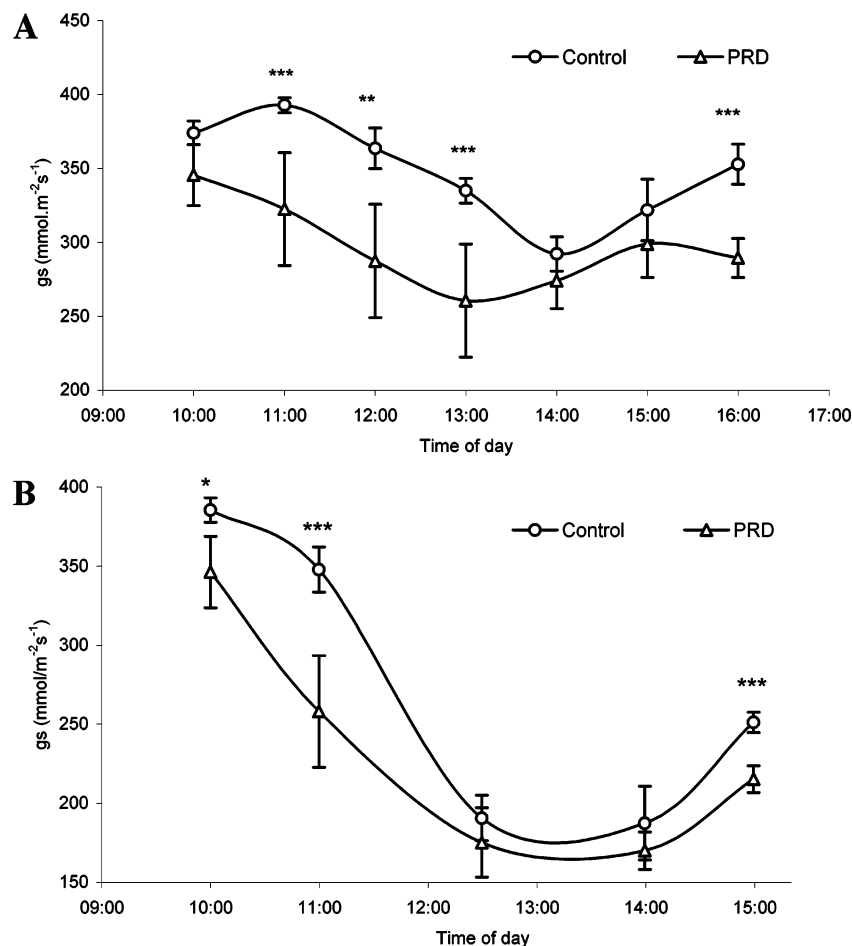 A
450
Control
PRD
***
400
**
***
***
350
gs (mmol.m-2s-1)
300
250
200
09:00 10:00 11:00 12:00 13:00 14:00 15:00 16:00 17:00
Time of day
B
400
*
***
Control
PRD
350
gs (mmol/m-2s-1)
300
***
250
200
150
09:00 10:00 11:00 12:00 13:00 14:00 15:00
Time of day